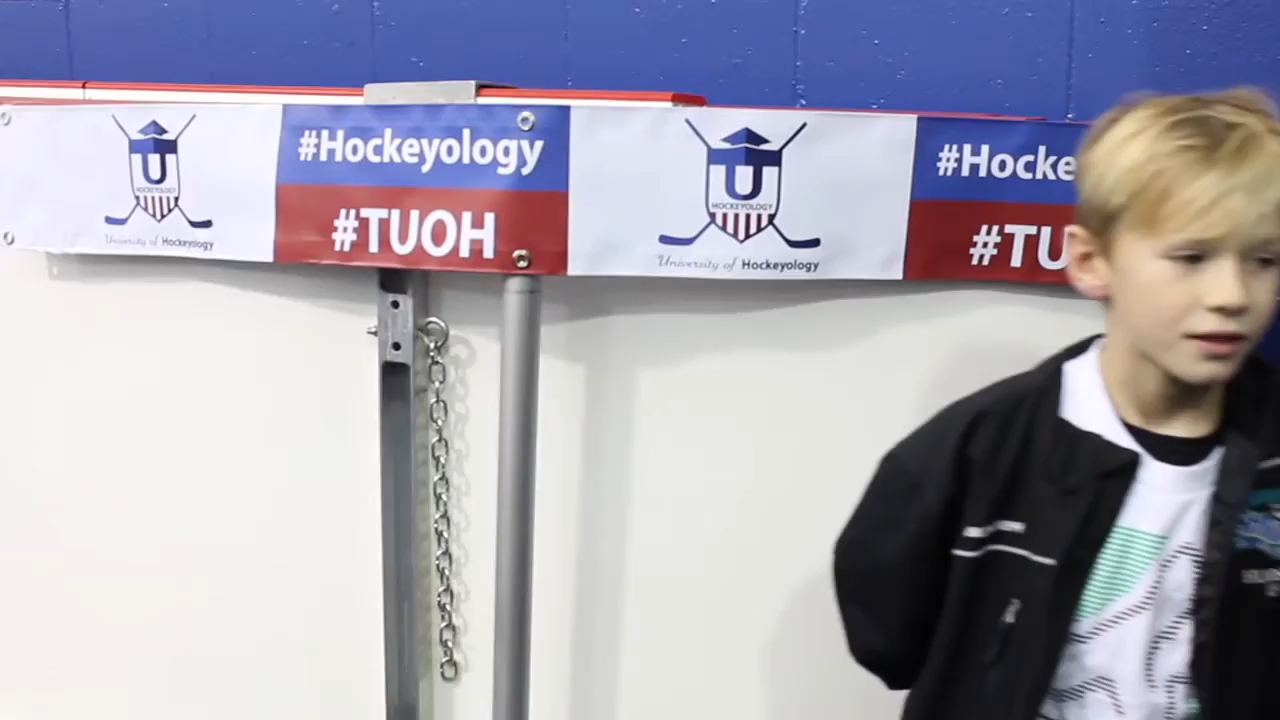 U
HOCKEYOLOGY
University of Hockeyology
#Hockeyology
#TUOH
U
HOCKEYOLOGY
University of Hockeyology
#Hocke
#TU